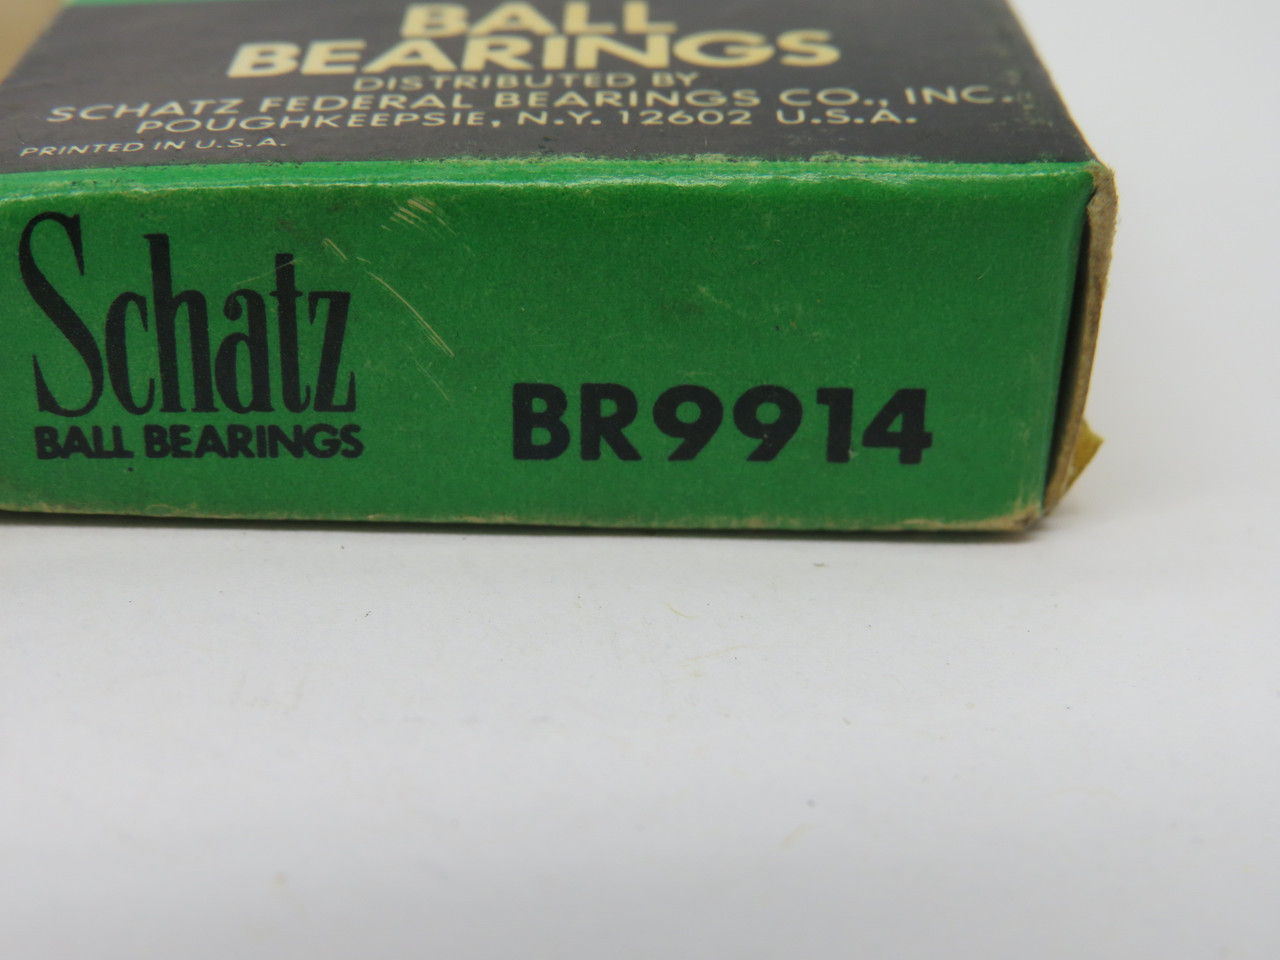 BALL
BEARINGS
DISTRIBUTED BY
SCHATZ FEDERAL BEARINGS CO., INC.
POUGHKEEPSIE, N.Y. 12602 U.S.A.
PRINTED IN U.S.A.
Schatz
BALL BEARINGS
BR9914